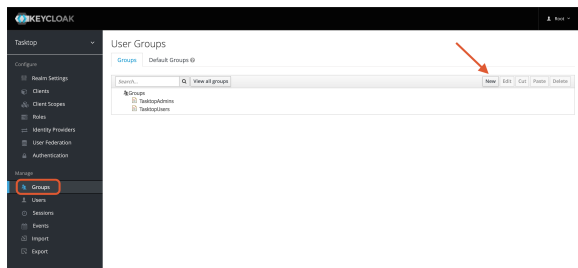 KEYCLOAK
Root
Tasktop
Configure
Realm Settings
Clients
Client Scopes
Roles
Identity Providers
User Federation
Authentication
Manage
Groups
Users
Sessions
Events
Import
Export
User Groups
Groups Default Groups
Search... View all groups New Edit Cut Paste Delete
Groups
TasktopAdmins
TasktopUsers